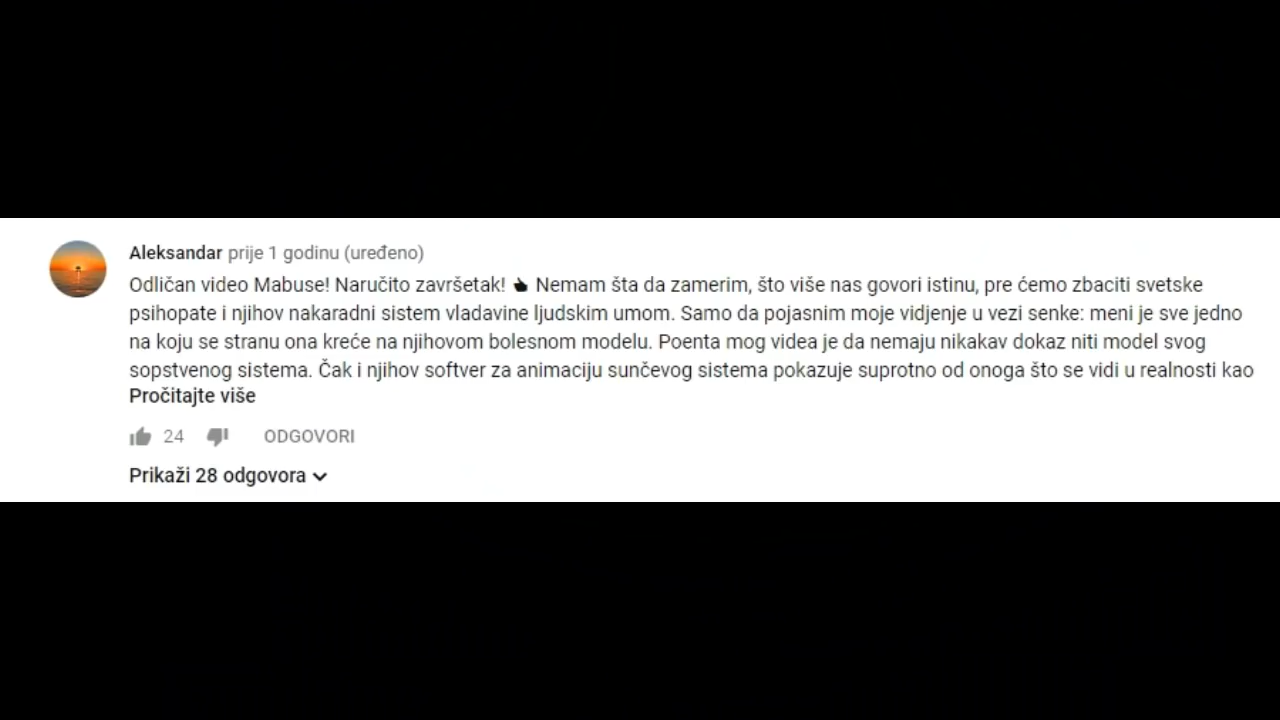 Aleksandar prije 1 godinu (uređeno)
Odličan video Mabuse! Naručito završetak! 👍 Nemam šta da zamerim, što više nas govori istinu, pre ćemo zbaciti svetske
psihopate i njihov nakaradni sistem vladavine ljudskim umom. Samo da pojasnim moje vidjenje u vezi senke: meni je sve jedno
na koju se stranu ona kreće na njihovom bolesnom modelu. Poenta mog videa je da nemaju nikakav dokaz niti model svog
sopstvenog sistema. Čak i njihov softver za animaciju sunčevog sistema pokazuje suprotno od onoga što se vidi u realnosti kao
Pročitajte više
24 ODGOVORI
Prikaži 28 odgovora